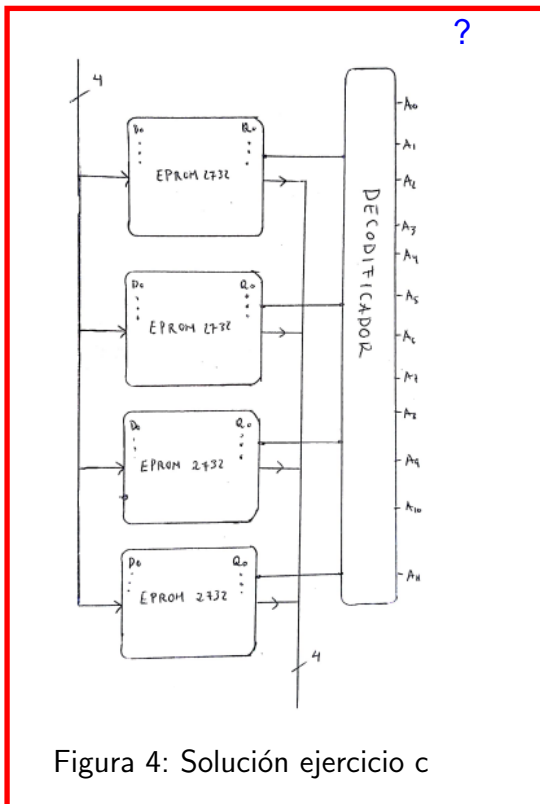 ?
4
D0 Q0
EPROM 2732
D0 Q0
EPROM 2732
D0 Q0
EPROM 2732
D0 Q0
EPROM 2732
4
DECODIFICADOR
A0
A1
A2
A3
A4
A5
A6
A7
A8
A9
A10
A11
Figura 4: Solución ejercicio c